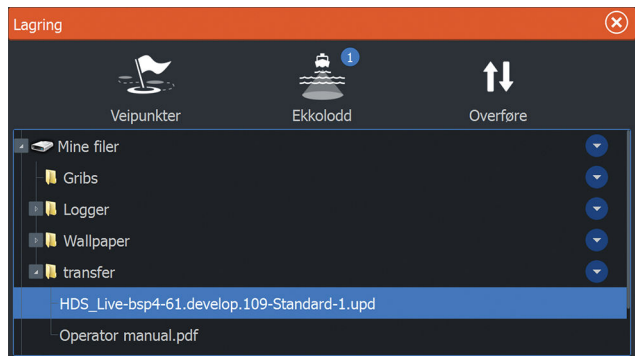 Lagring
1
Veipunkter Ekkolodd Overføre
Mine filer
Gribs
Logger
Wallpaper
transfer
HDS_Live-bsp4-61.develop.109-Standard-1.upd
Operator manual.pdf